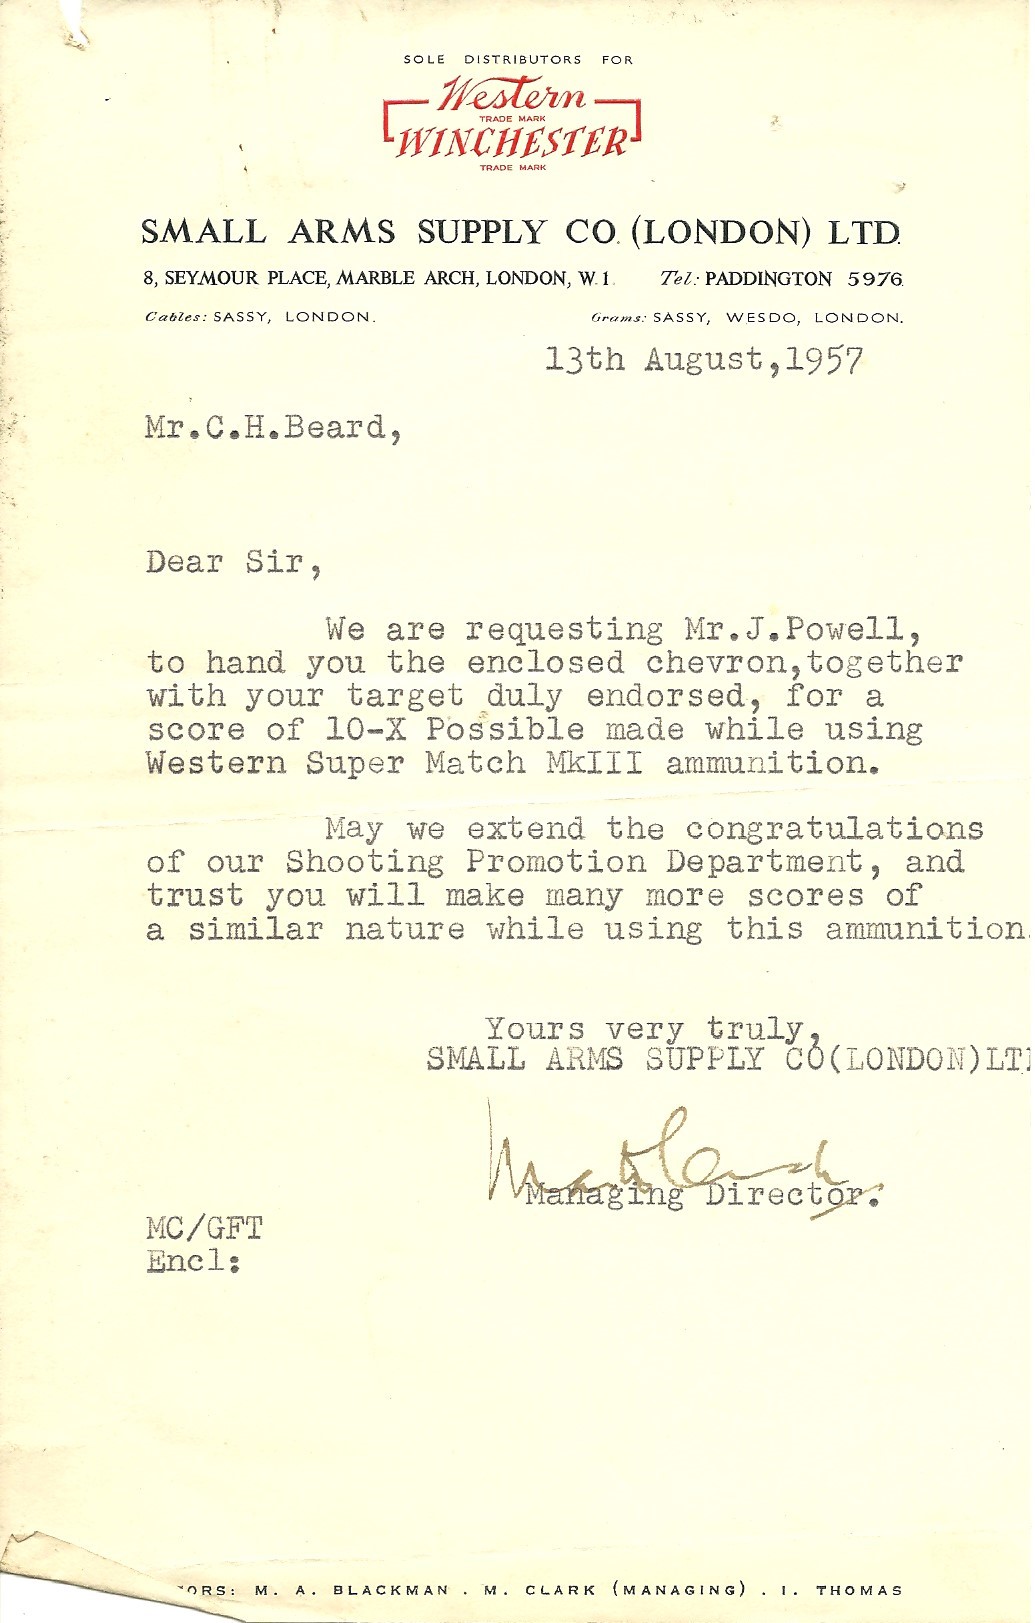 SOLE DISTRIBUTORS FOR
Western
TRADE MARK
WINCHESTER
TRADE MARK
SMALL ARMS SUPPLY CO. (LONDON) LTD.
8, SEYMOUR PLACE, MARBLE ARCH, LONDON, W.1. Tel: PADDINGTON 5976
Cables: SASSY, LONDON. Grams: SASSY, WESDO, LONDON.
13th August,1957
Mr.C.H.Beard,
Dear Sir,
We are requesting Mr.J.Powell,
to hand you the enclosed chevron,together
with your target duly endorsed, for a
score of 10-X Possible made while using
Western Super Match MkIII ammunition.
May we extend the congratulations
of our Shooting Promotion Department, and
trust you will make many more scores of
a similar nature while using this ammunition.
Yours very truly,
SMALL ARMS SUPPLY CO(LONDON)LT
Managing Director.
MC/GFT
Encl:
ORS: M. A. BLACKMAN . M. CLARK (MANAGING) . I. THOMAS